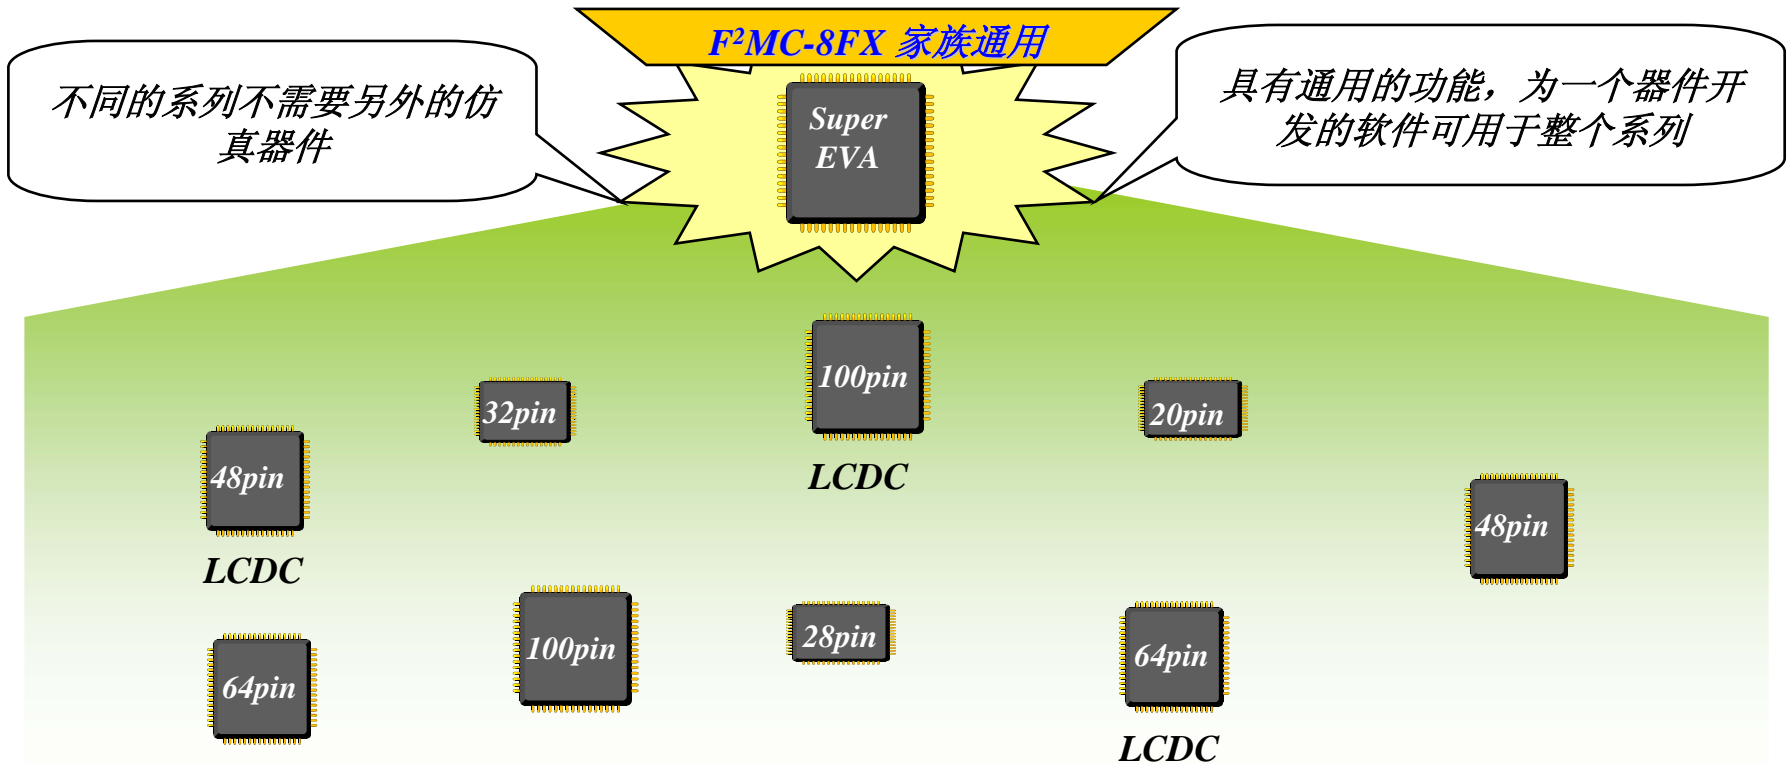 F²MC-8FX 家族通用
不同的系列不需要另外的仿
真器件
Super
EVA
具有通用的功能，为一个器件开
发的软件可用于整个系列
100pin
LCDC
32pin
20pin
48pin
LCDC
48pin
64pin
100pin
28pin
64pin
LCDC